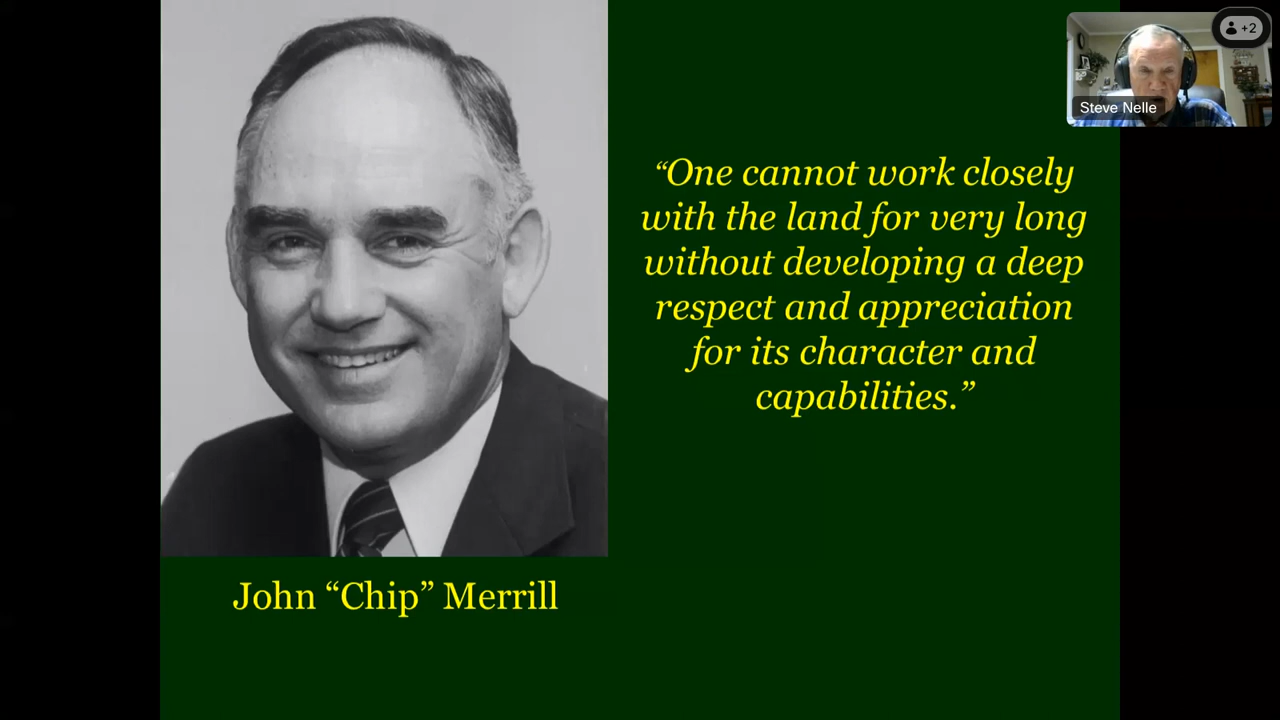 +2
Steve Nelle
“One cannot work closely
with the land for very long
without developing a deep
respect and appreciation
for its character and
capabilities.”
John “Chip” Merrill